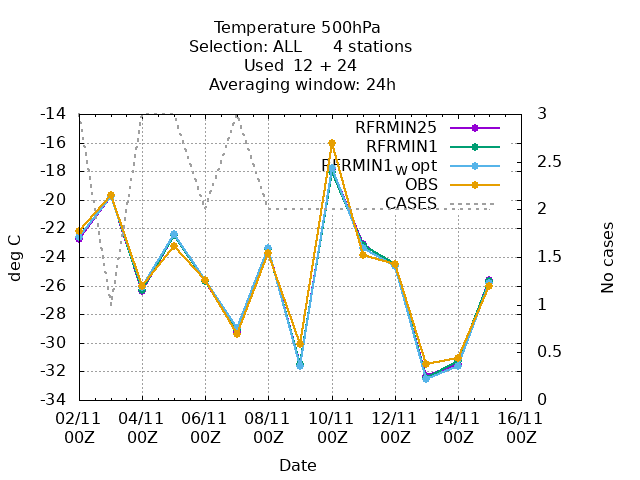 Temperature 500hPa
Selection: ALL 4 stations
Used 12 + 24
Averaging window: 24h
-14
-16
-18
-20
-22
-24
-26
-28
-30
-32
-34
3
2.5
2
1.5
1
0.5
0
RFRMIN25
RFRMIN1
RFRMIN1wopt
OBS
CASES
deg C
No cases
02/11 04/11 06/11 08/11 10/11 12/11 14/11 16/11
00Z 00Z 00Z 00Z 00Z 00Z 00Z 00Z
Date